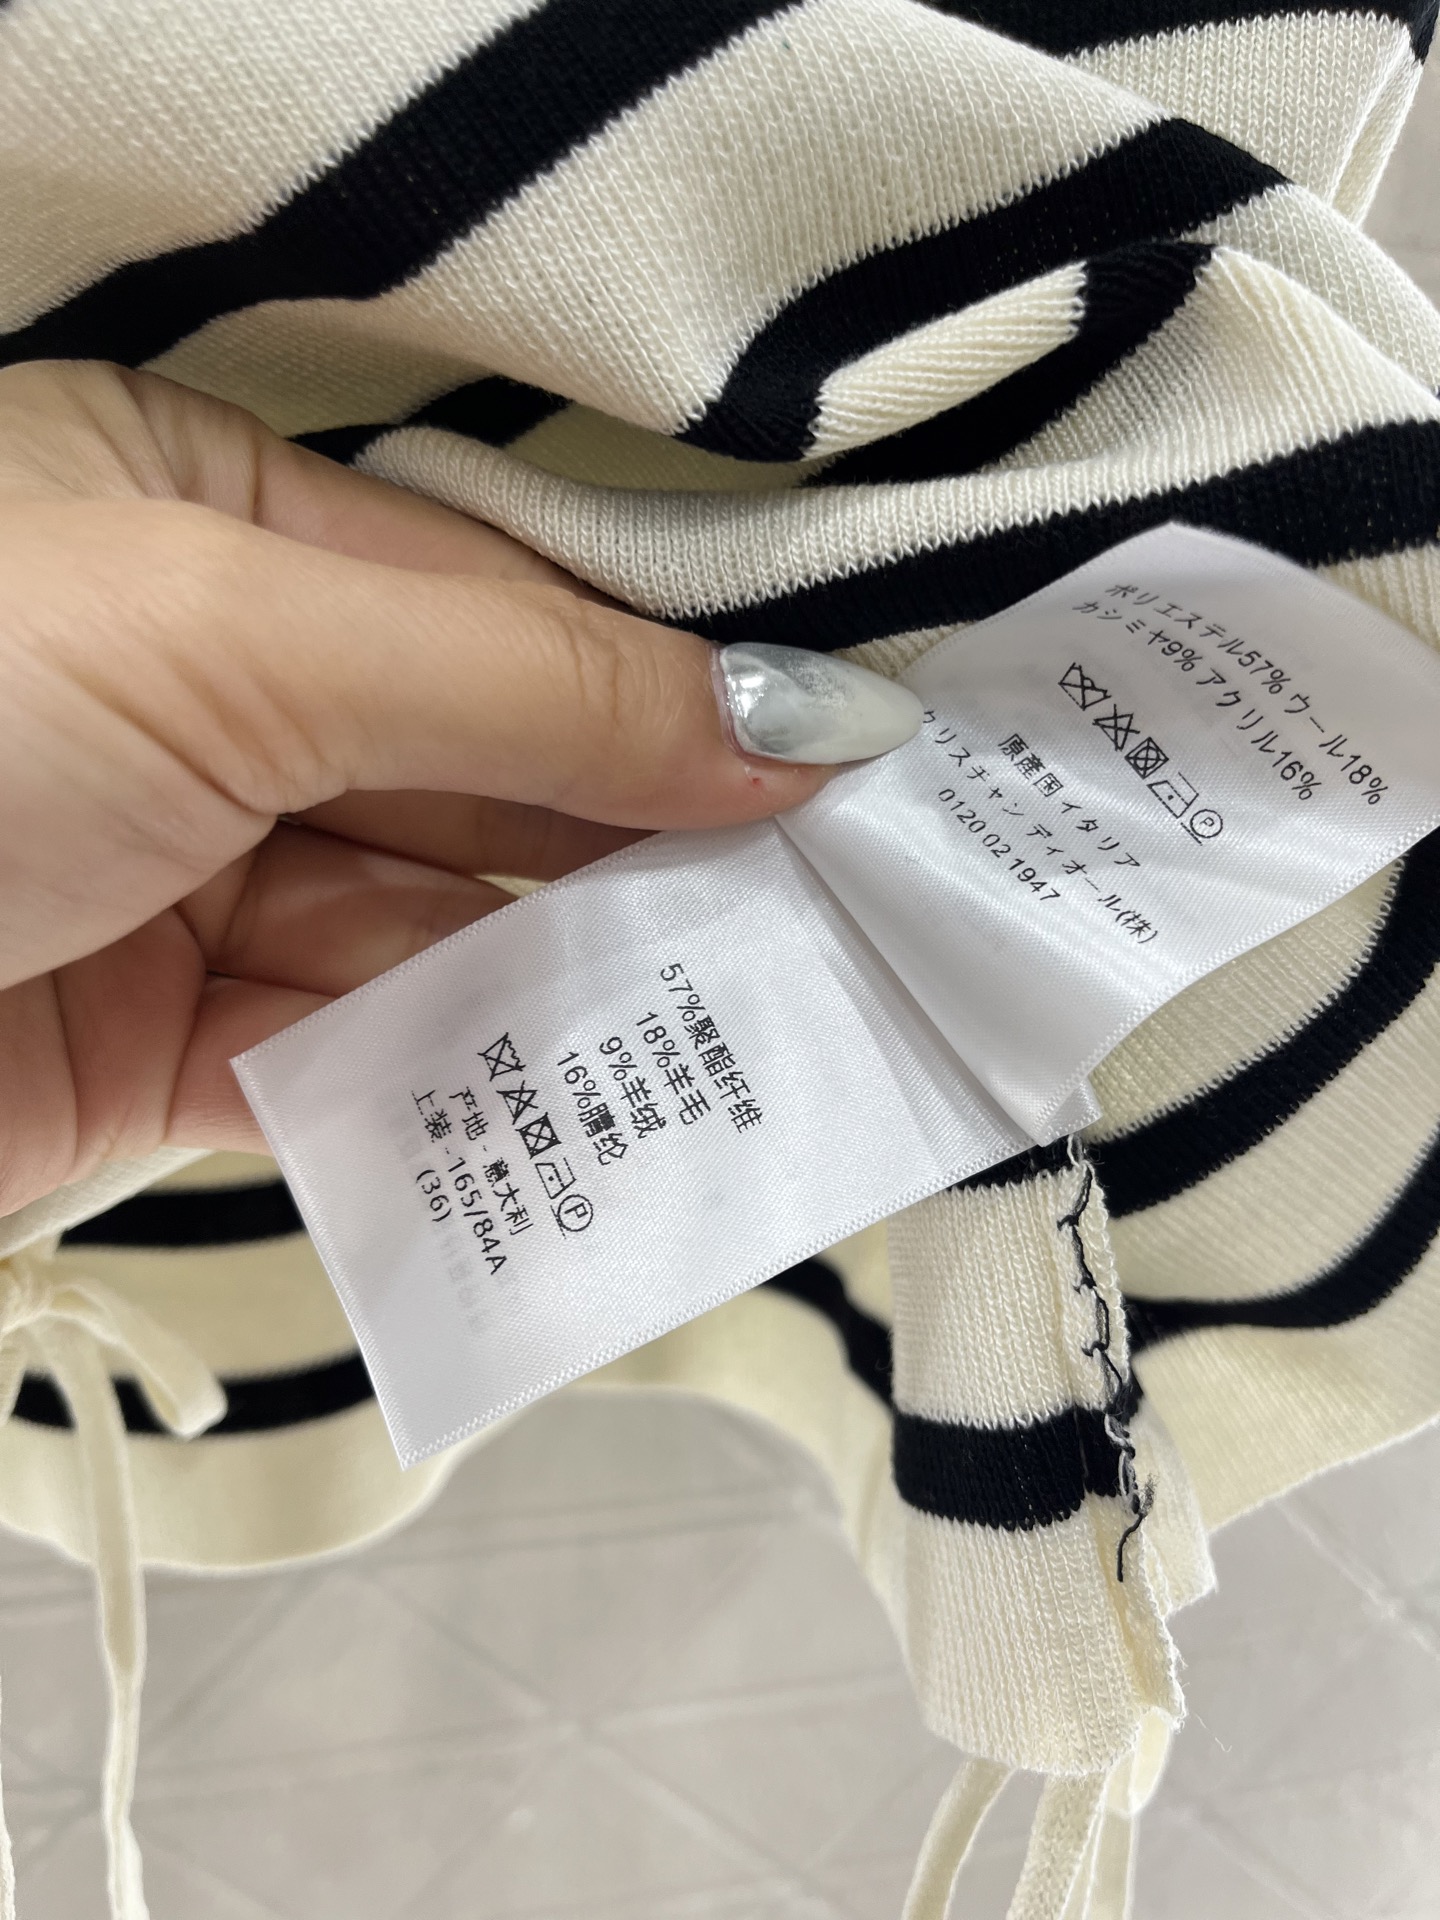 ポリエステル57% ウール18%
カシミヤ9% アクリル16%
P
原産国イタリア
クリスチャン ディオール(株)
0120 02 1947
57%聚酯纤维
18%羊毛
9%羊绒
16%腈纶
P
产地 - 意大利
上装 - 165/84A
(36)